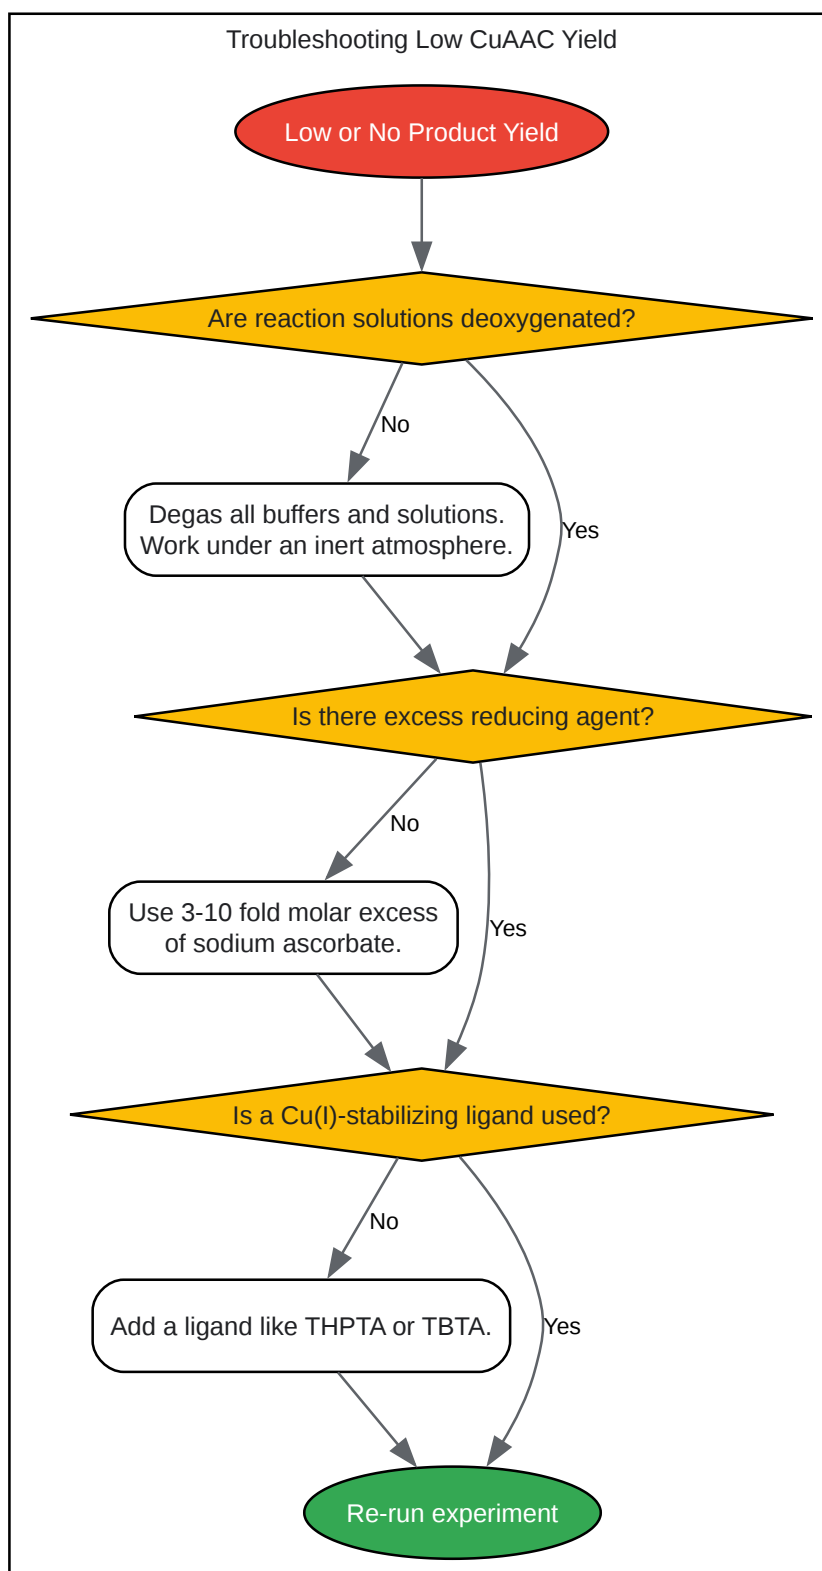 Troubleshooting Low CuAAC Yield
Low or No Product Yield
Are reaction solutions deoxygenated?
No
Degas all buffers and solutions.
Work under an inert atmosphere.
Yes
Is there excess reducing agent?
No
Use 3-10 fold molar excess
of sodium ascorbate.
Yes
Is a Cu(I)-stabilizing ligand used?
No
Add a ligand like THPTA or TBTA.
Yes
Re-run experiment